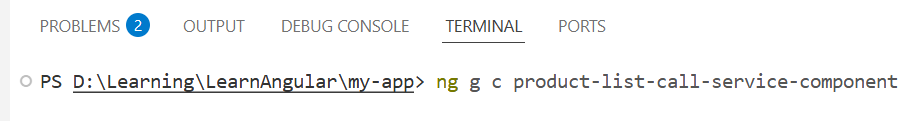 PROBLEMS 2 OUTPUT DEBUG CONSOLE TERMINAL PORTS
PS D:\Learning\LearnAngular\my-app> ng g c product-list-call-service-component